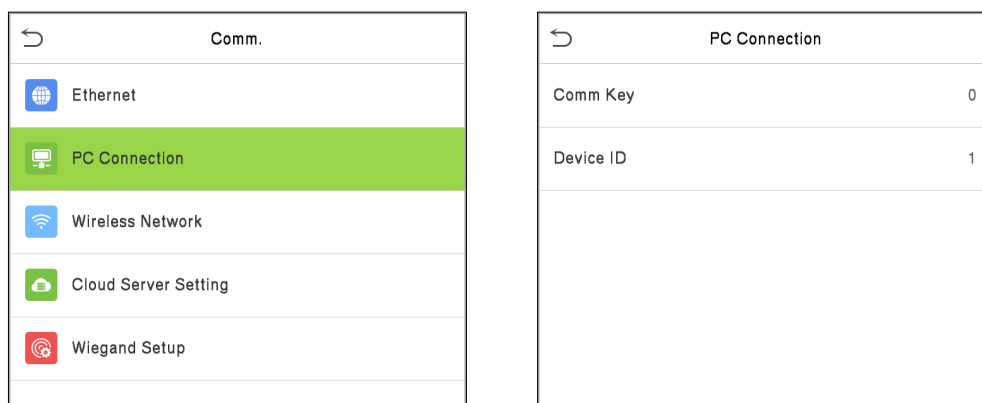 Comm.
Ethernet
PC Connection
Wireless Network
Cloud Server Setting
Wiegand Setup
PC Connection
Comm Key 0
Device ID 1